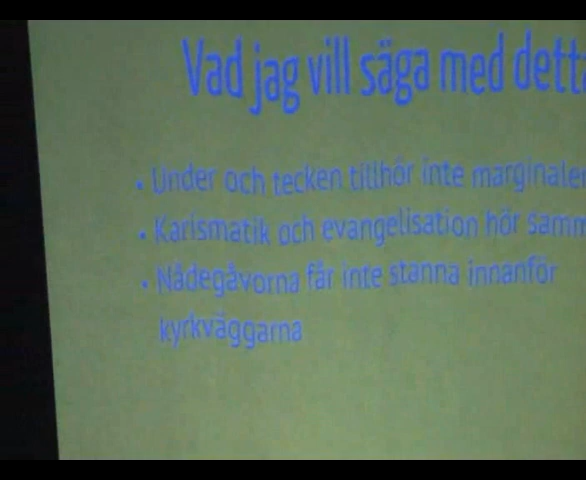 Vad jag vill säga med detta
• Under och tecken tillhör inte marginalen
• Karismatik och evangelisation hör samm
• Nådegåvorna får inte stanna innanför
kyrkväggarna